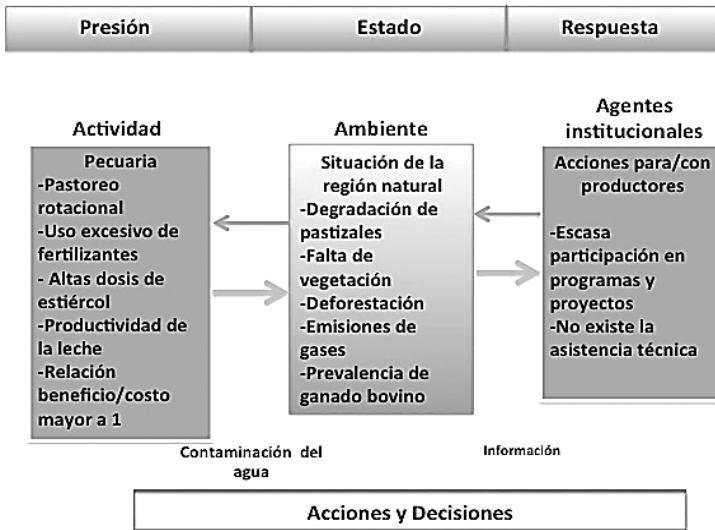 Presión
Estado
Respuesta
Actividad
Pecuaria
-Pastoreo
rotacional
-Uso excesivo de
fertilizantes
- Altas dosis de
estiércol
-Productividad de
la leche
-Relación
beneficio/costo
mayor a 1
Ambiente
Situación de la
región natural
-Degradación de
pastizales
-Falta de
vegetación
-Deforestación
-Emisiones de
gases
-Prevalencia de
ganado bovino
Agentes
institucionales
Acciones para/con
productores
-Escasa
participación en
programas y
proyectos
-No existe la
asistencia técnica
Contaminación del
agua
Información
Acciones y Decisiones